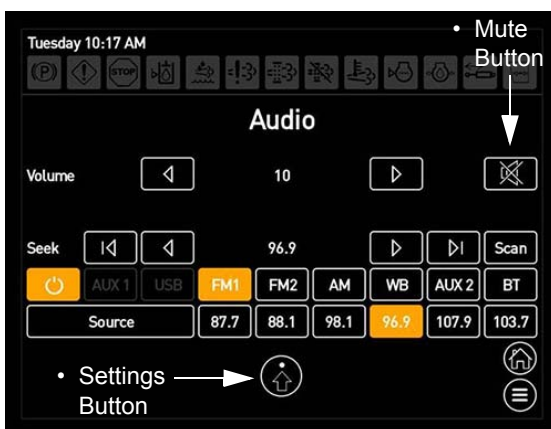 Tuesday 10:17 AM
• Mute
Button
(P) STOP
Audio
Volume 10
Seek 96.9 Scan
AUX 1 USB FM1 FM2 AM WB AUX 2 BT
Source 87.7 88.1 98.1 96.9 107.9 103.7
• Settings
Button